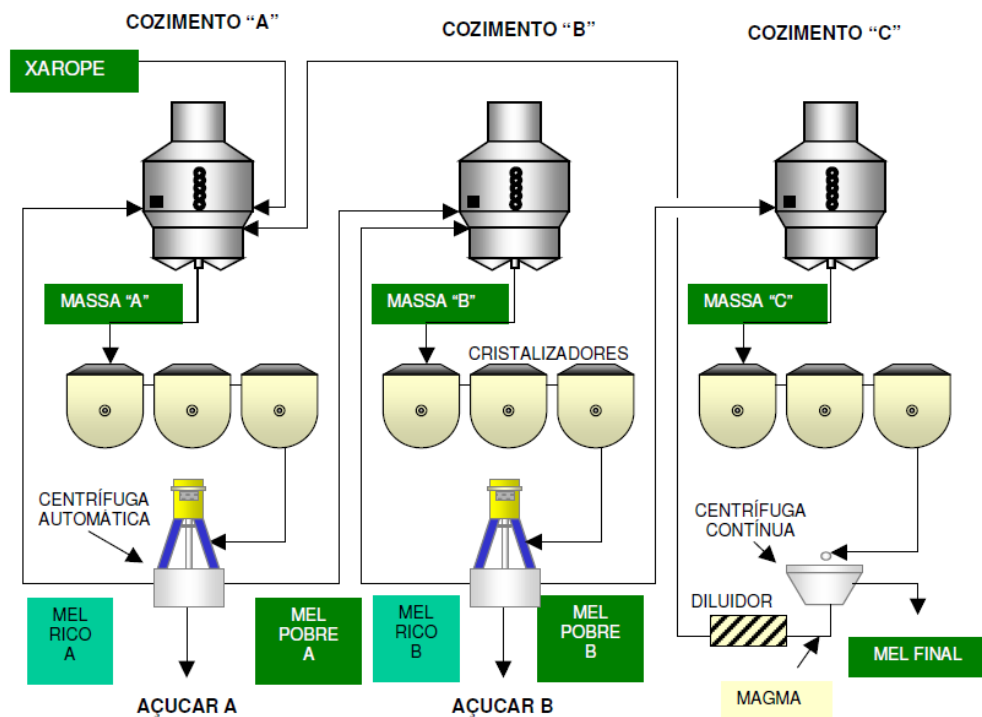 COZIMENTO “A”
COZIMENTO “B”
COZIMENTO “C”
XAROPE
MASSA “A”
MASSA “B”
MASSA “C”
CRISTALIZADORES
CENTRÍFUGA
AUTOMÁTICA
CENTRÍFUGA
CONTÍNUA
MEL
RICO
A
MEL
POBRE
A
MEL
RICO
B
MEL
POBRE
B
DILUIDOR
MEL FINAL
MAGMA
AÇUCAR A
AÇUCAR B